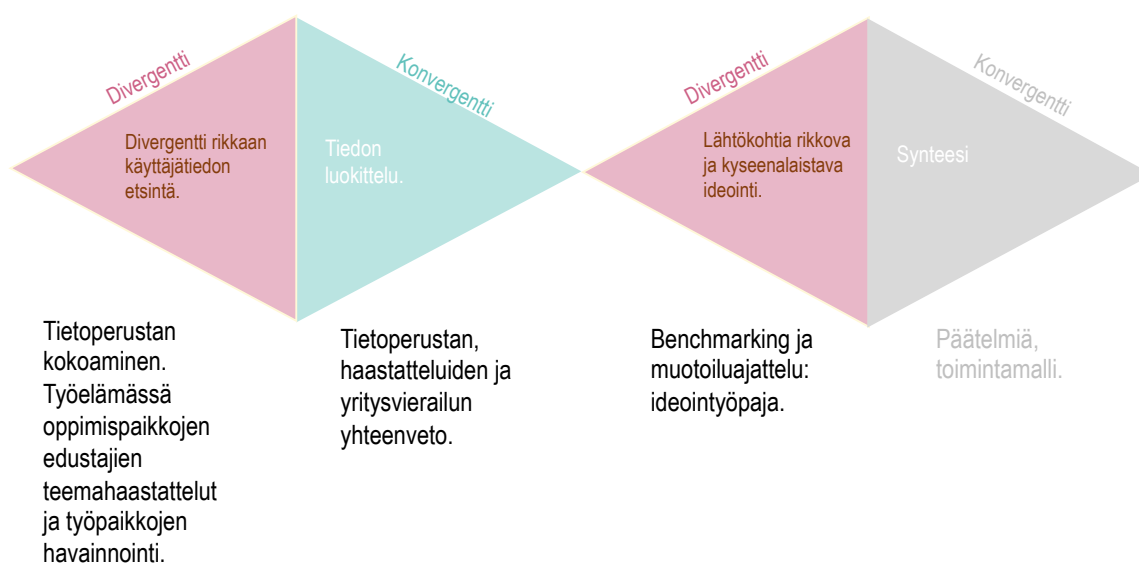 Divergentti
Divergentti rikkaan
käyttäjätiedon
etsintä.
Konvergentti
Tiedon
luokittelu.
Divergentti
Lähtökohtia rikkova
ja kyseenalaistava
ideointi.
Konvergentti
Synteesi
Tietoperustan
kokoaminen.
Työelämässä
oppimispaikkojen
edustajien
teemahaastattelut
ja työpaikkojen
havainnointi.
Tietoperustan,
haastatteluiden ja
yritysvierailun
yhteenveto.
Benchmarking ja
muotoiluajattelu:
ideointyöpaja.
Päätelmiä,
toimintamalli.